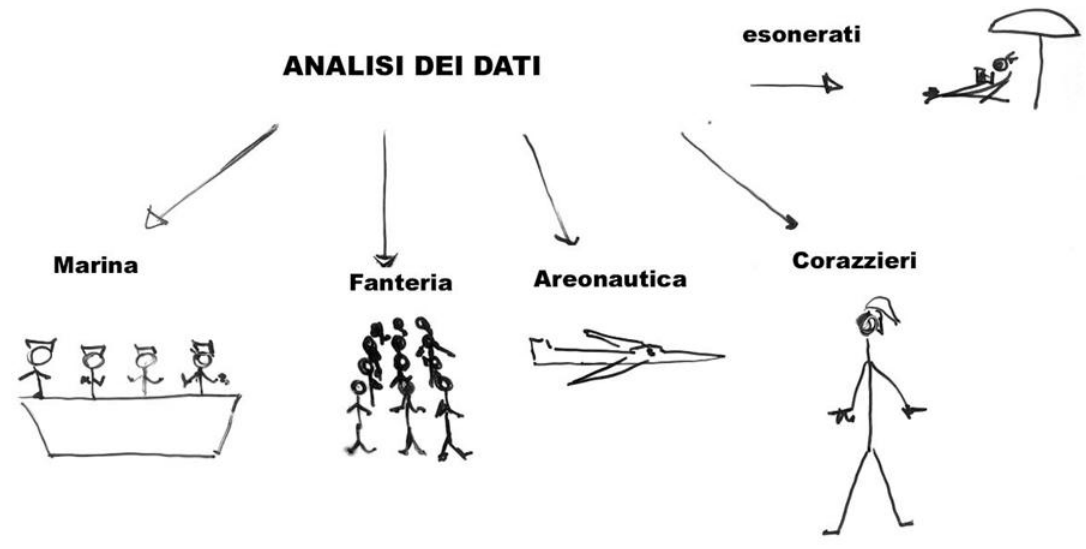 esonerati
ANALISI DEI DATI
Marina
Fanteria
Areonautica
Corazzieri